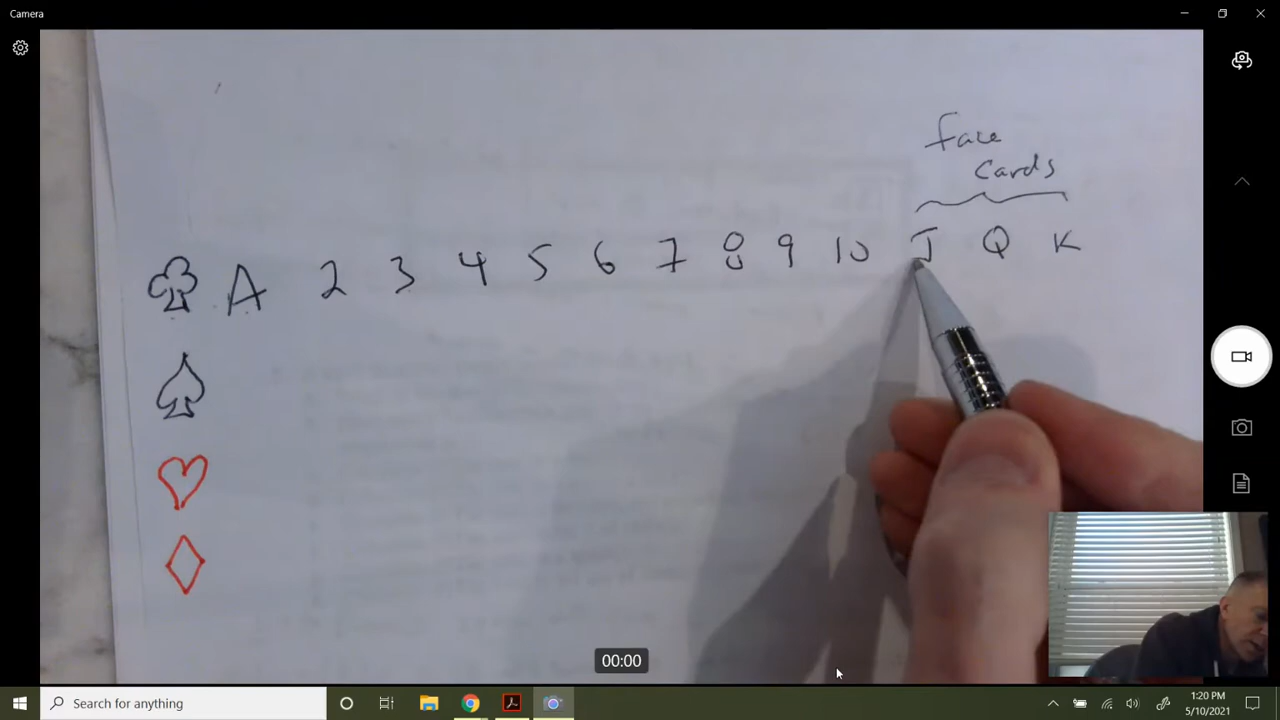 Camera
face
cards
A 2 3 4 5 6 7 8 9 10 J Q K
00:00
Search for anything
1:20 PM
5/10/2021